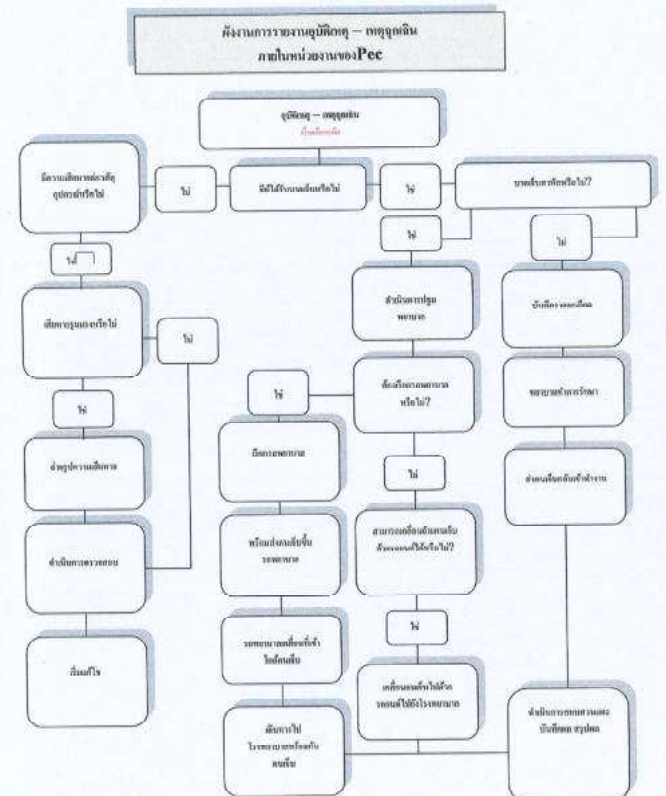 ผังงานการรายงานอุบัติเหตุ – เหตุฉุกเฉิน
ภายในหน่วยงานของPec
อุบัติเหตุ – เหตุฉุกเฉิน
มีความเสียหายต่อวัสดุ
อุปกรณ์หรือไม่
ไม่
มีผู้ได้รับบาดเจ็บหรือไม่
ใช่
บาดเจ็บสาหัสหรือไม่?
ใช่
ใช่
ไม่
เสียหายรุนแรงหรือไม่
ไม่
ดำเนินการปฐม
พยาบาล
บันทึกรายละเอียด
ใช่
ใช่
ต้องเรียกรถพยาบาล
หรือไม่?
พยาบาลทำการรักษา
ถ่ายรูปความเสียหาย
เรียกรถพยาบาล
ไม่
ส่งคนเจ็บกลับเข้าทำงาน
ดำเนินการตรวจสอบ
พร้อมส่งคนเจ็บขึ้น
รถพยาบาล
สามารถเคลื่อนย้ายคนเจ็บ
ด้วยรถยนต์ได้หรือไม่?
ใช่
เริ่มแก้ไข
รถพยาบาลเคลื่อนที่เข้า
ใกล้คนเจ็บ
เคลื่อนคนเจ็บไปด้วย
รถยนต์ไปยังโรงพยาบาล
เดินทางไป
โรงพยาบาลพร้อมกับ
คนเจ็บ
ดำเนินการสอบสวนและ
บันทึกผล สรุปผล